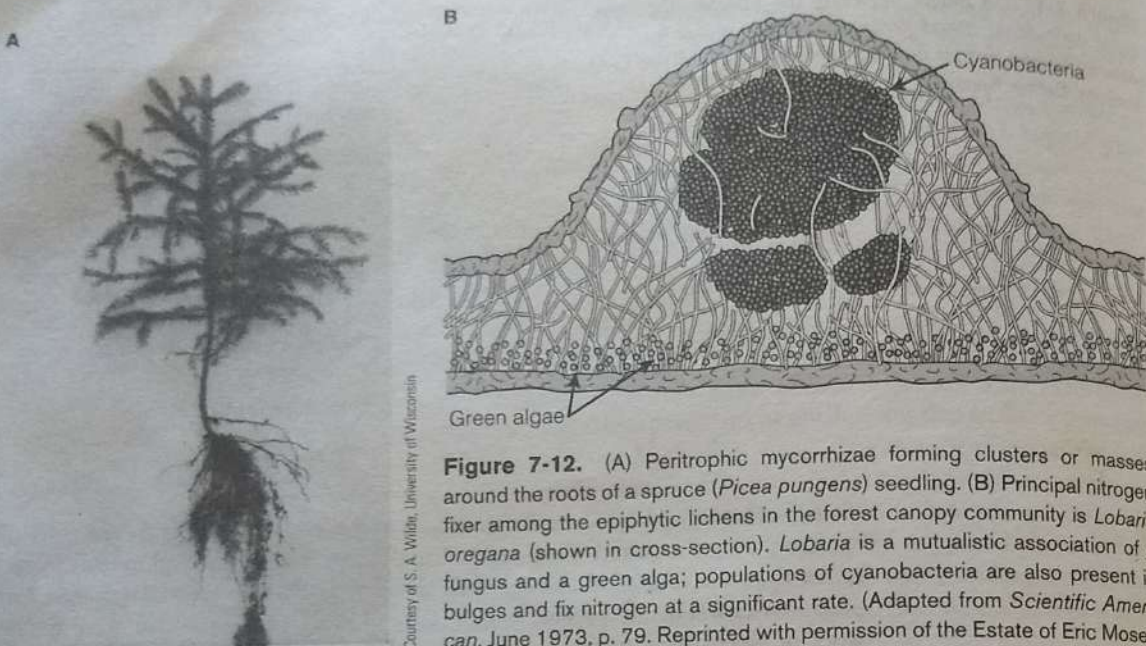 A
B
Cyanobacteria
Green algae
Courtesy of S. A. Wilde, University of Wisconsin
Figure 7-12. (A) Peritrophic mycorrhizae forming clusters or masses
around the roots of a spruce (Picea pungens) seedling. (B) Principal nitrogen
fixer among the epiphytic lichens in the forest canopy community is Lobari
oregana (shown in cross-section). Lobaria is a mutualistic association of
fungus and a green alga; populations of cyanobacteria are also present i
bulges and fix nitrogen at a significant rate. (Adapted from Scientific Ameri
can, June 1973, p. 79. Reprinted with permission of the Estate of Eric Mose